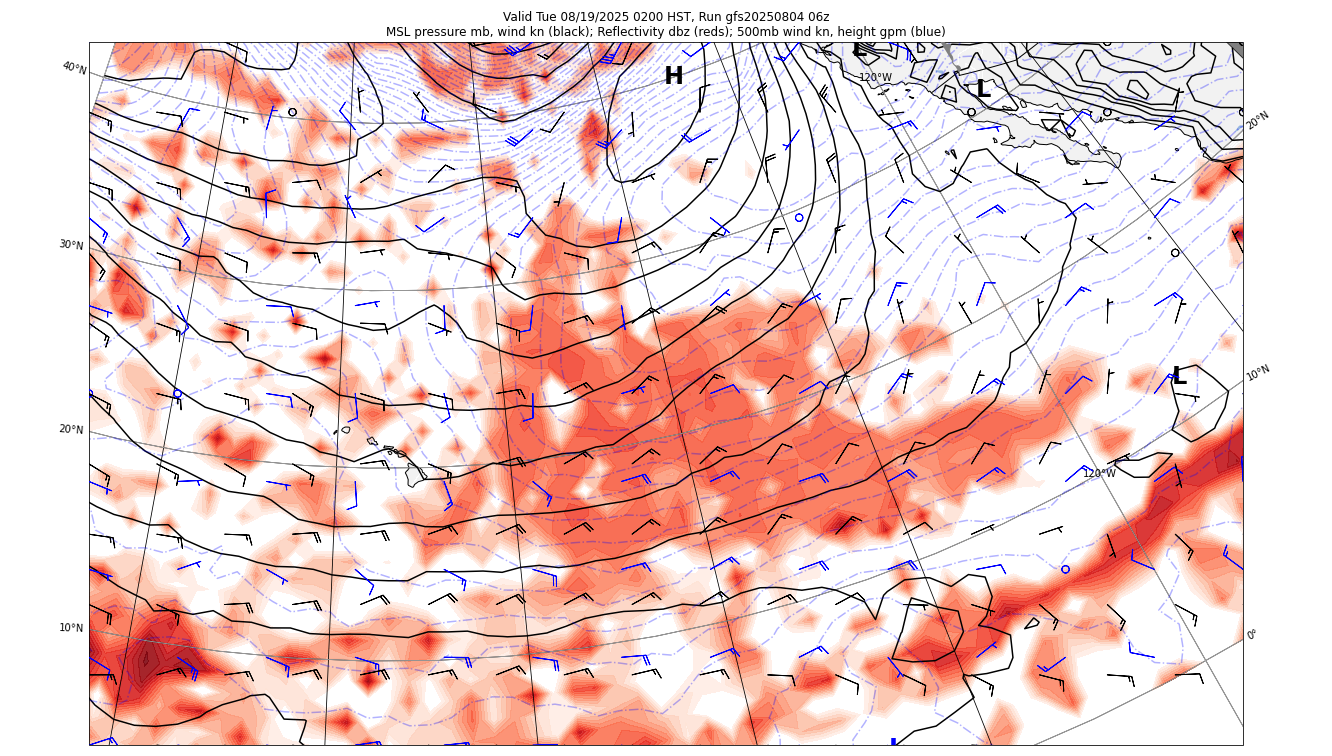 Valid Tue 08/19/2025 0200 HST, Run gfs20250804 06z
MSL pressure mb, wind kn (black); Reflectivity dbz (reds); 500mb wind kn, height gpm (blue)
L
40°N
H
120°W
L
20°N
30°N
10°N
L
20°N
120°W
10°N
0°
L